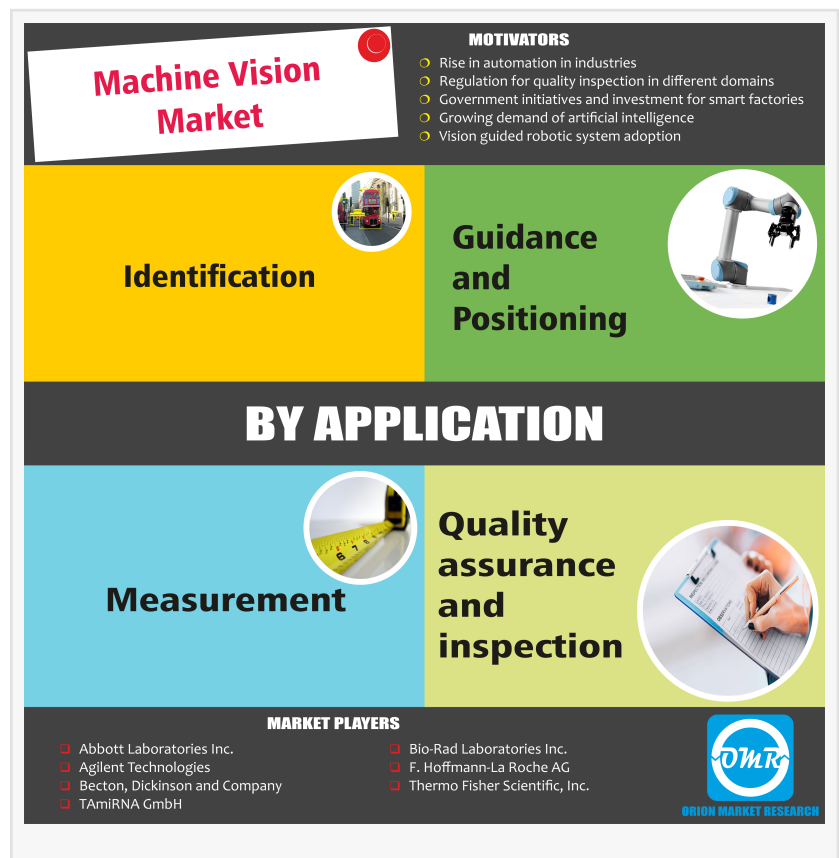 Machine Vision
Market
MOTIVATORS
Rise in automation in industries
Regulation for quality inspection in different domains
Government initiatives and investment for smart factories
Growing demand of artificial intelligence
Vision guided robotic system adoption
Identification
Guidance
and
Positioning
BY APPLICATION
Measurement
6 7 8
Quality
assurance
and
inspection
MARKET PLAYERS
Abbott Laboratories Inc.
Agilent Technologies
Becton, Dickinson and Company
TAmiRNA GmbH
Bio-Rad Laboratories Inc.
F. Hoffmann-La Roche AG
Thermo Fisher Scientific, Inc.
OMR
ORION MARKET RESEARCH